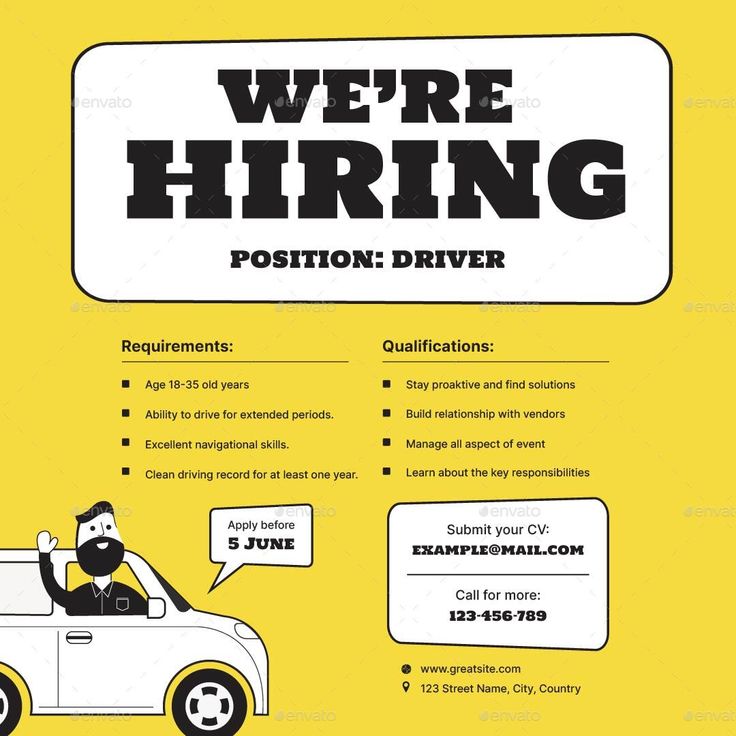 WE'RE
HIRING
POSITION: DRIVER
Requirements:
Age 18-35 old years
Ability to drive for extended periods.
Excellent navigational skills.
Clean driving record for at least one year.
Qualifications:
Stay proaktive and find solutions
Build relationship with vendors
Manage all aspect of event
Learn about the key responsibilities
Apply before
5 JUNE
Submit your CV:
EXAMPLE@MAIL.COM
Call for more:
123-456-789
www.greatsite.com
123 Street Name, City, Country
envato